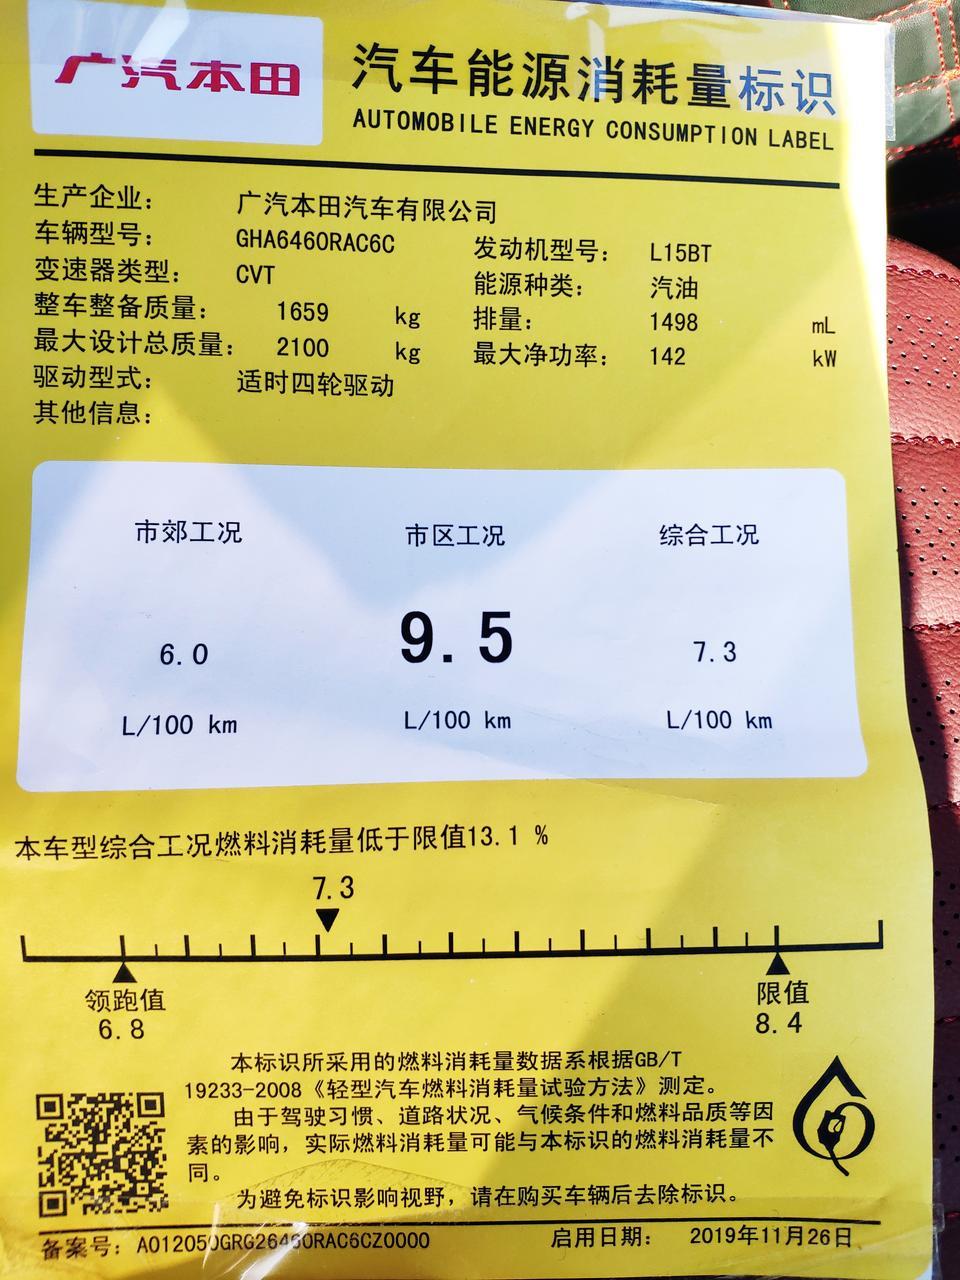 广汽本田
汽车能源消耗量标识
AUTOMOBILE ENERGY CONSUMPTION LABEL
生产企业: 广汽本田汽车有限公司
车辆型号: GHA6460RAC6C 发动机型号: L15BT
变速器类型: CVT 能源种类: 汽油
整车整备质量: 1659 kg 排量: 1498 mL
最大设计总质量: 2100 kg 最大净功率: 142 kW
驱动型式: 适时四轮驱动
其他信息:
市郊工况 市区工况 综合工况
6.0 9.5 7.3
L/100 km L/100 km L/100 km
本车型综合工况燃料消耗量低于限值13.1 %
7.3
领跑值 限值
6.8 8.4
本标识所采用的燃料消耗量数据系根据GB/T
19233-2008《轻型汽车燃料消耗量试验方法》测定。
由于驾驶习惯、道路状况、气候条件和燃料品质等因
素的影响，实际燃料消耗量可能与本标识的燃料消耗量不
同。
为避免标识影响视野，请在购买车辆后去除标识。
备案号: A012050GRG26460RAC6CZ0000 启用日期: 2019年11月26日